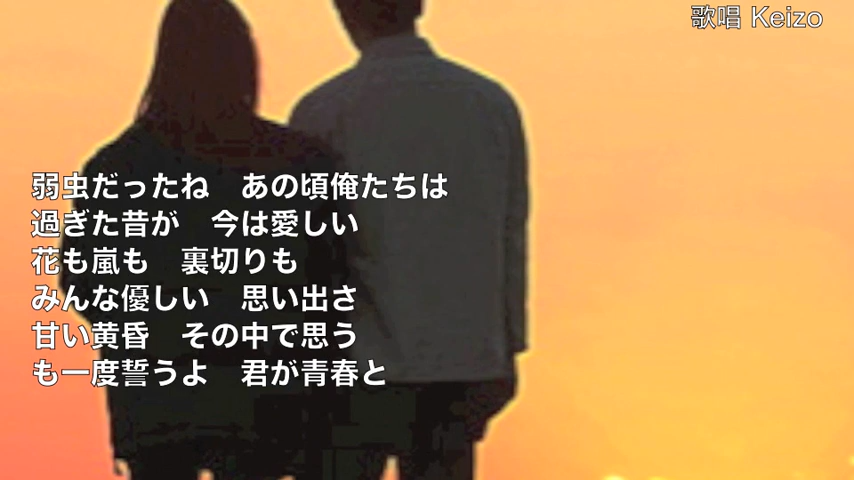 歌唱 Keizo
弱虫だったね　あの頃俺たちは
過ぎた昔が　今は愛しい
花も嵐も　裏切りも
みんな優しい　思い出さ
甘い黄昏　その中で思う
も一度誓うよ　君が青春と